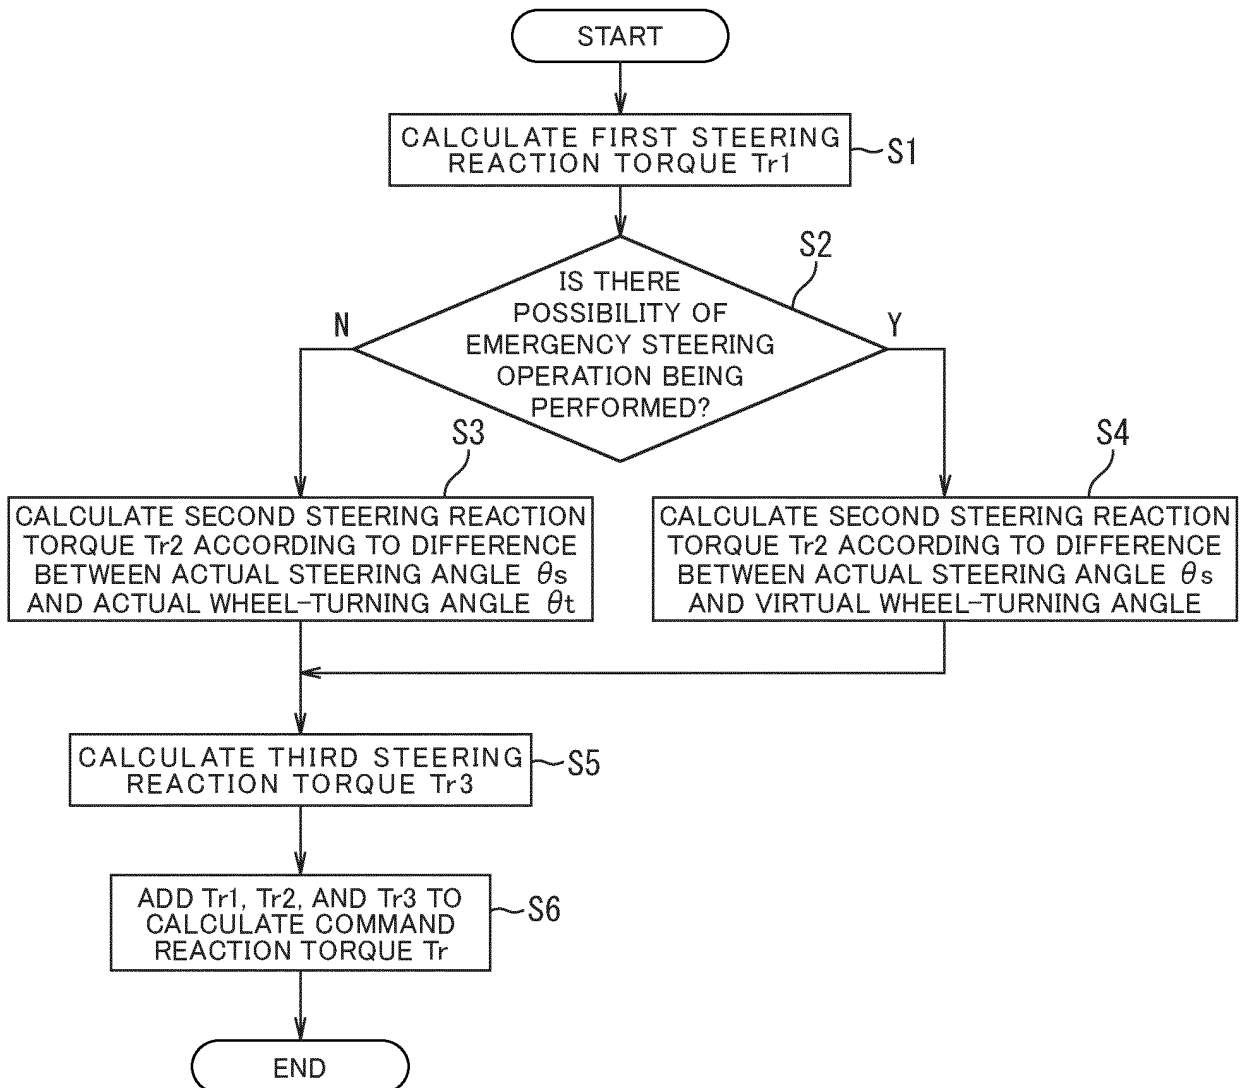 START
CALCULATE FIRST STEERING
REACTION TORQUE Tr1
S1
S2
IS THERE
POSSIBILITY OF
EMERGENCY STEERING
OPERATION BEING
PERFORMED?
N
Y
S3
CALCULATE SECOND STEERING REACTION
TORQUE Tr2 ACCORDING TO DIFFERENCE
BETWEEN ACTUAL STEERING ANGLE θs
AND ACTUAL WHEEL-TURNING ANGLE θt
S4
CALCULATE SECOND STEERING REACTION
TORQUE Tr2 ACCORDING TO DIFFERENCE
BETWEEN ACTUAL STEERING ANGLE θs
AND VIRTUAL WHEEL-TURNING ANGLE
CALCULATE THIRD STEERING
REACTION TORQUE Tr3
S5
ADD Tr1, Tr2, AND Tr3 TO
CALCULATE COMMAND
REACTION TORQUE Tr
S6
END